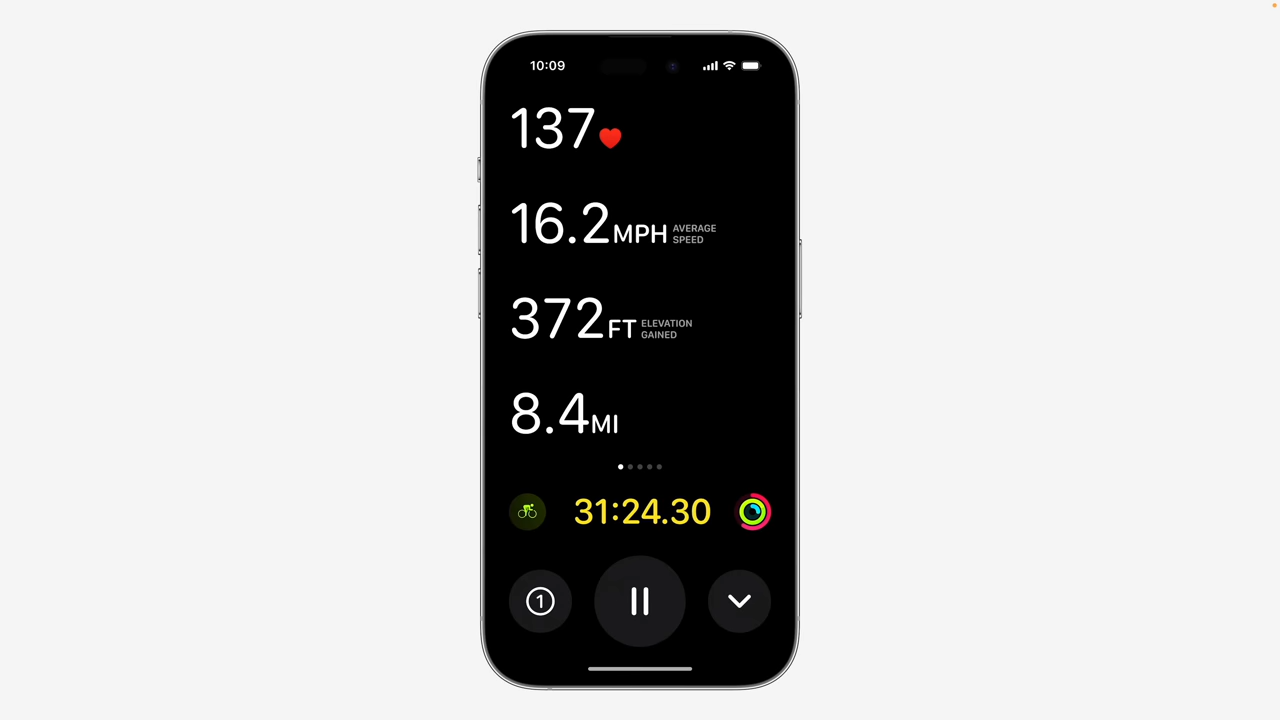 10:09
137
16.2MPH AVERAGE SPEED
372FT ELEVATION GAINED
8.4MI
31:24.30
1